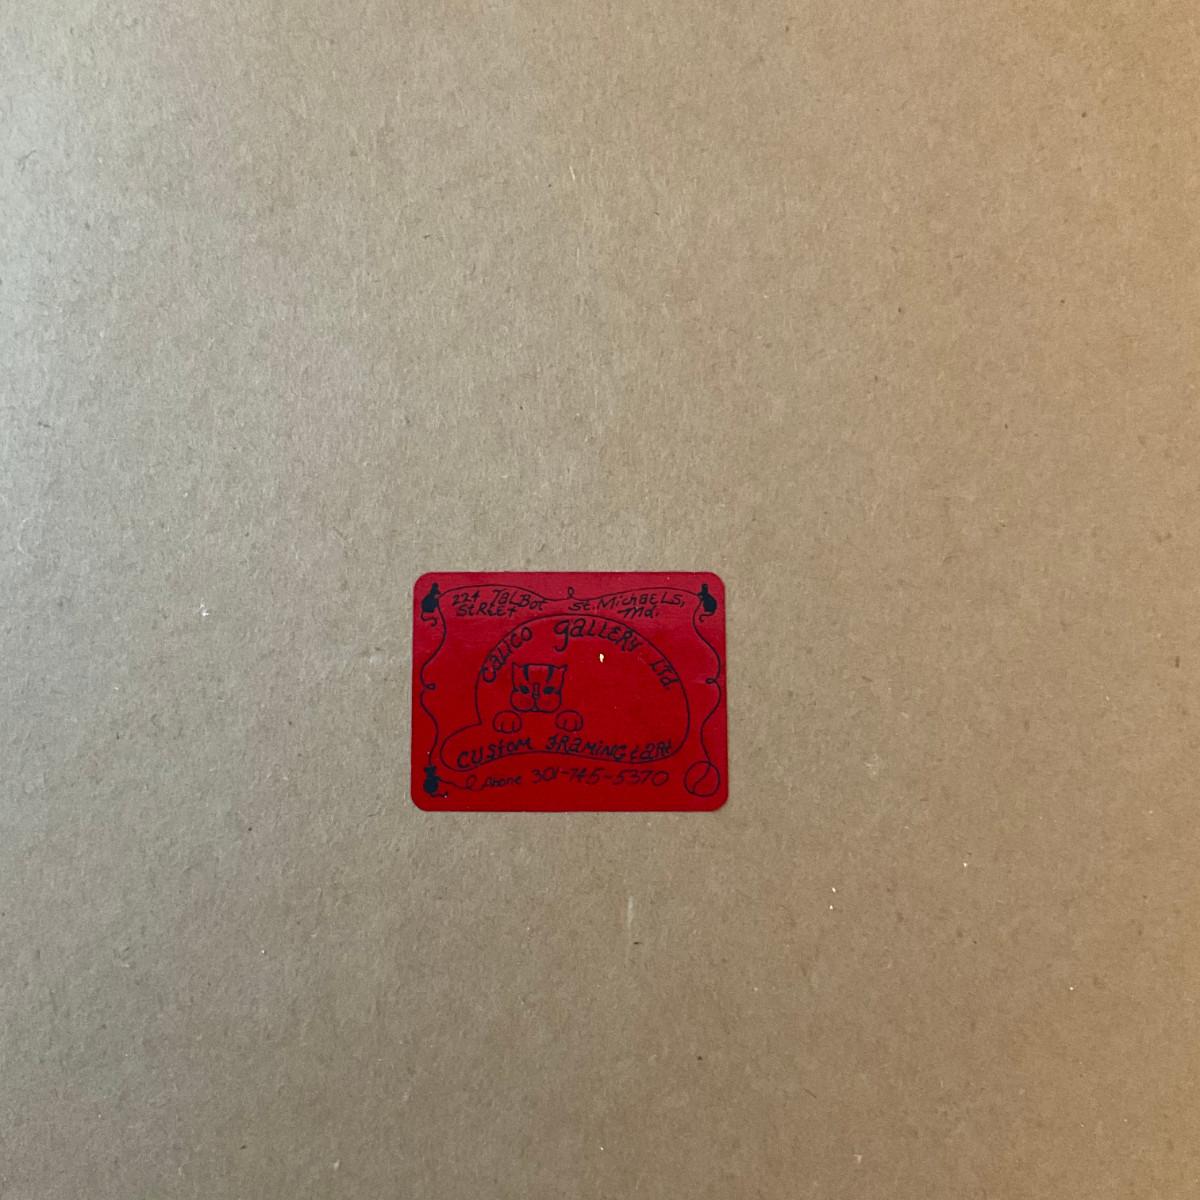 224 TALBOT STREET
St. MichaELS, Md.
CALICO gaLLERY Ltd.
CUStOM FRaMING & aRt
Phone 301-745-5370